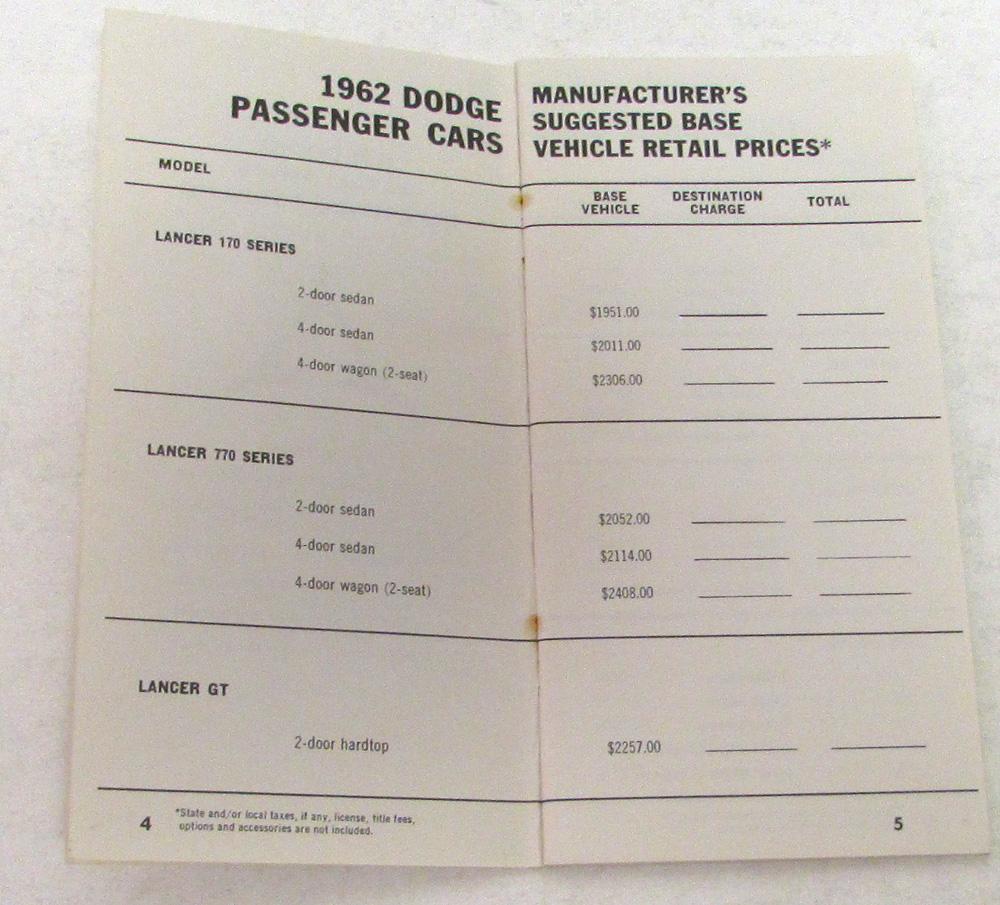 1962 DODGE
PASSENGER CARS
MANUFACTURER'S
SUGGESTED BASE
VEHICLE RETAIL PRICES*
MODEL
BASE VEHICLE
DESTINATION CHARGE
TOTAL
LANCER 170 SERIES
2-door sedan $1951.00
4-door sedan $2011.00
4-door wagon (2-seat) $2306.00
LANCER 770 SERIES
2-door sedan $2052.00
4-door sedan $2114.00
4-door wagon (2-seat) $2408.00
LANCER GT
2-door hardtop $2257.00
*State and/or local taxes, if any, license, title fees,
options and accessories are not included.
4
5